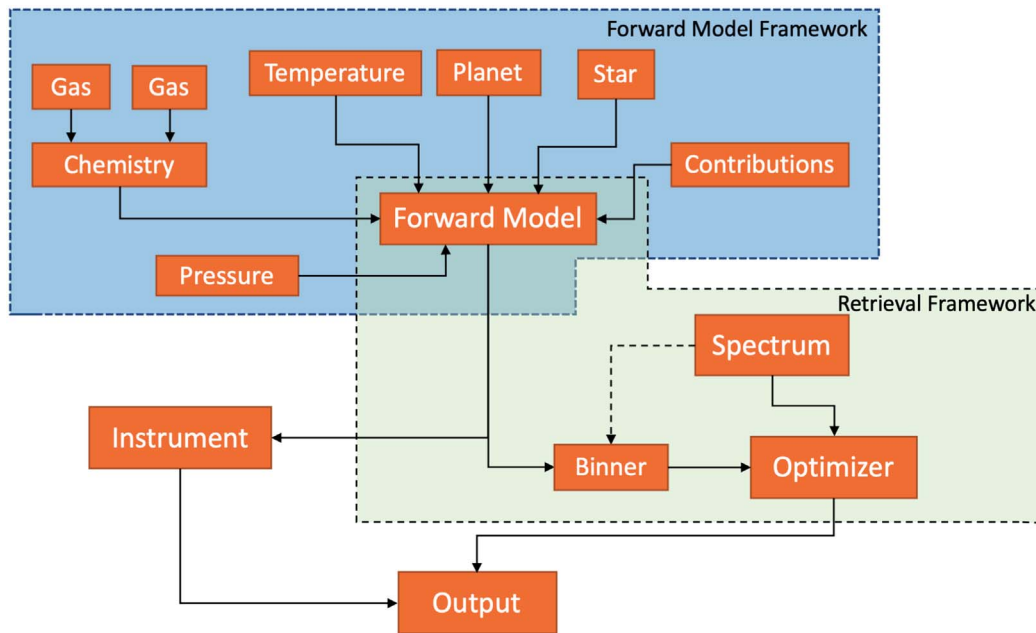 Forward Model Framework
Gas
Gas
Temperature
Planet
Star
Chemistry
Contributions
Forward Model
Pressure
Retrieval Framework
Spectrum
Instrument
Binner
Optimizer
Output